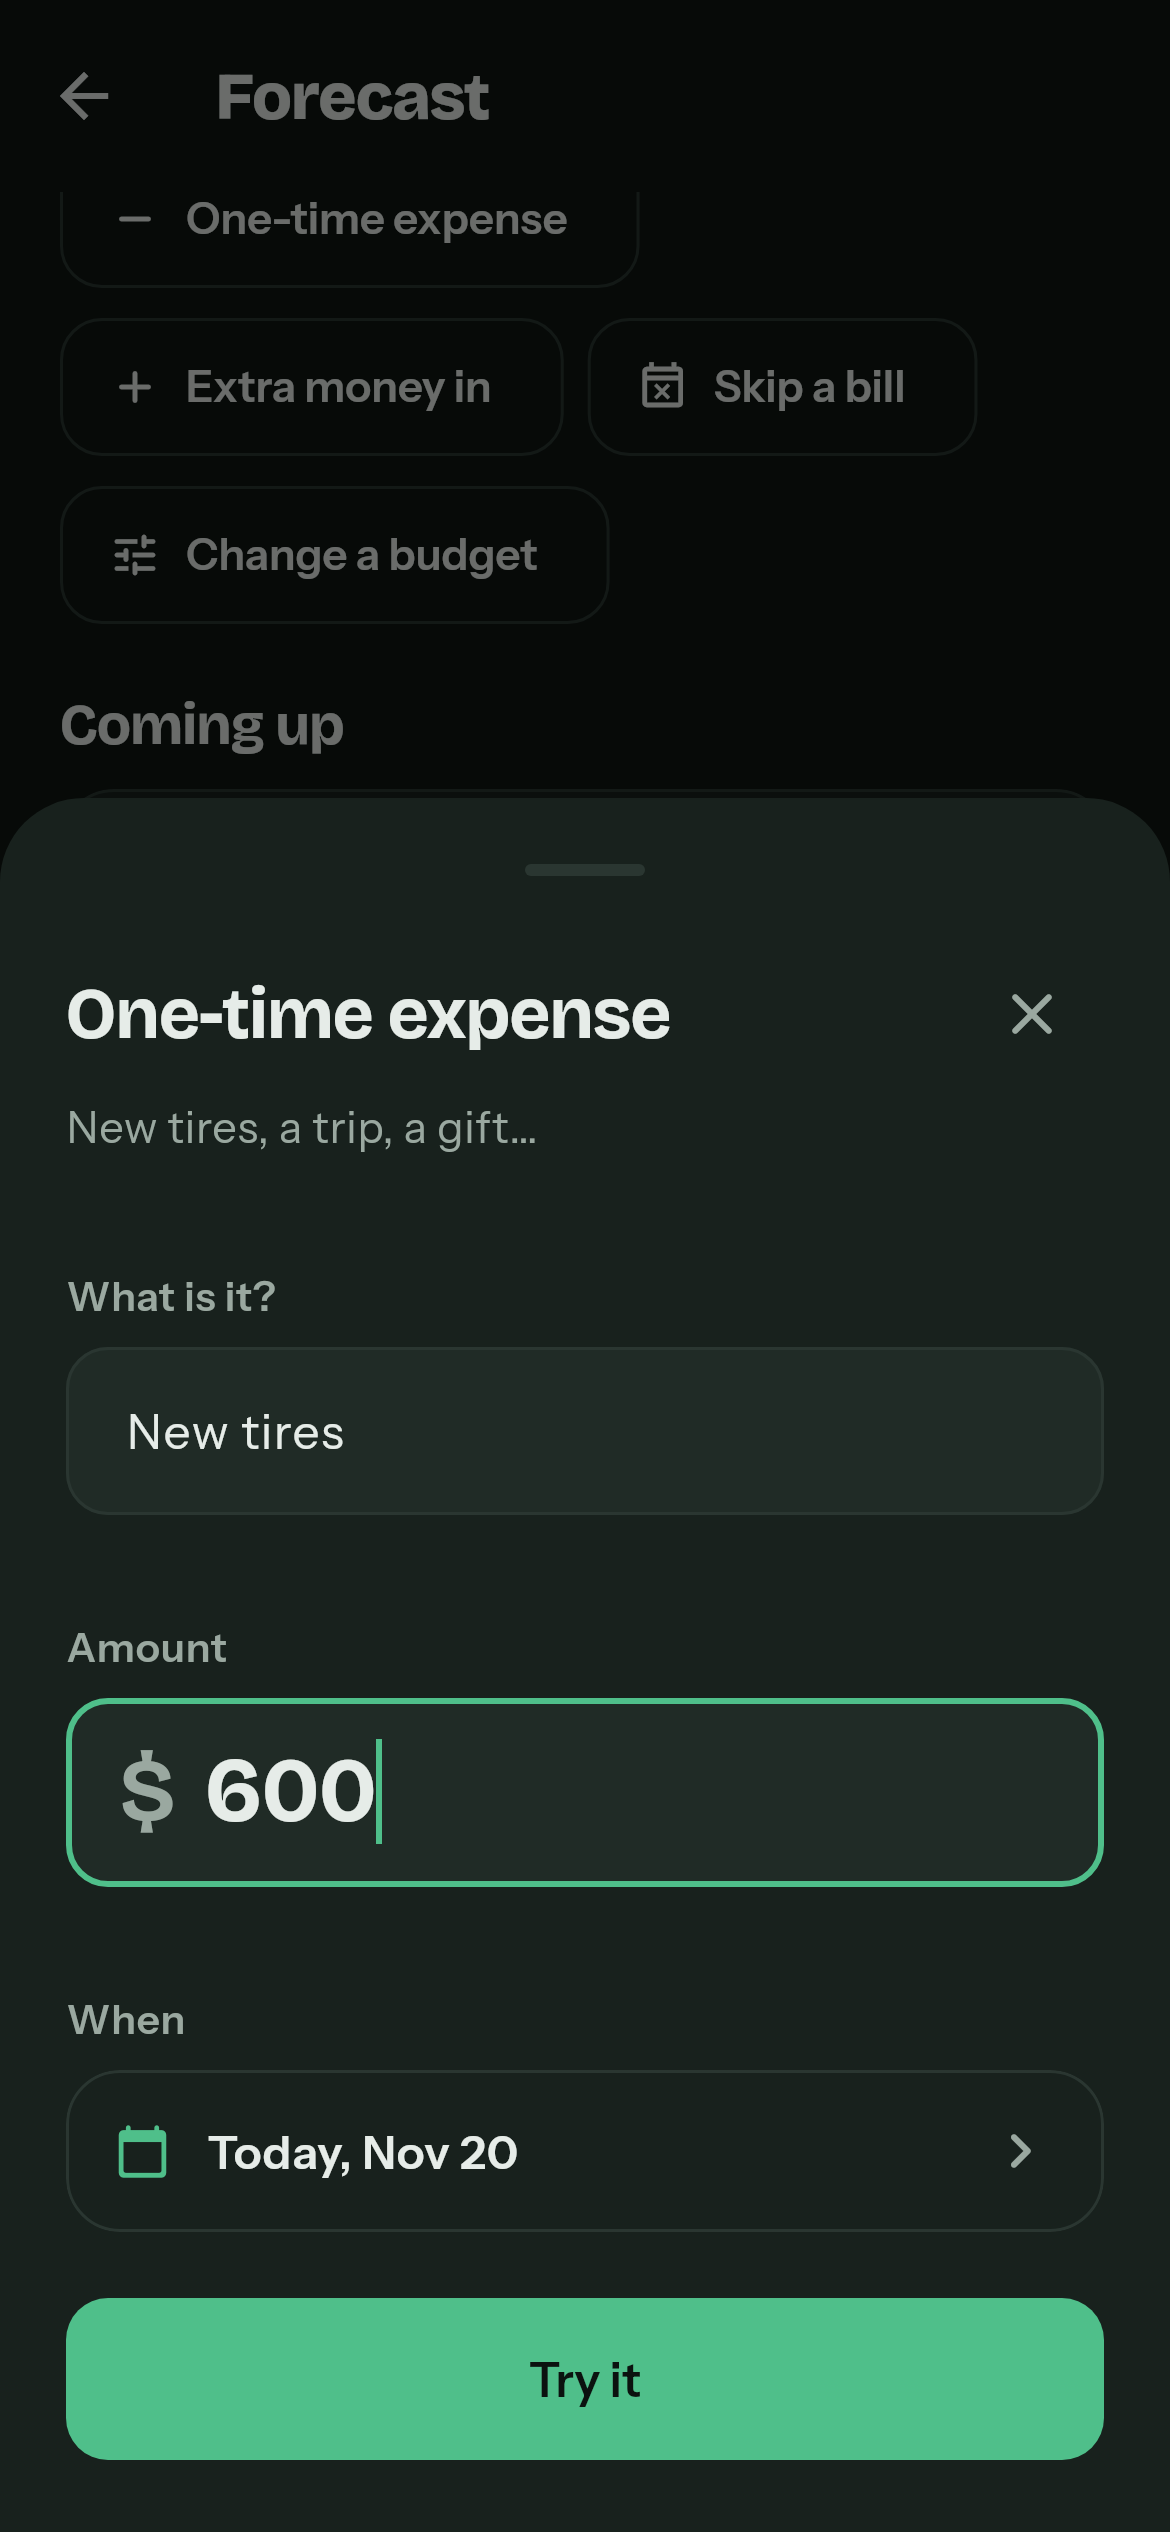 Forecast
One-time expense
Extra money in
Skip a bill
Change a budget
Coming up
One-time expense
New tires, a trip, a gift...
What is it?
New tires
Amount
$ 600
When
Today, Nov 20
Try it